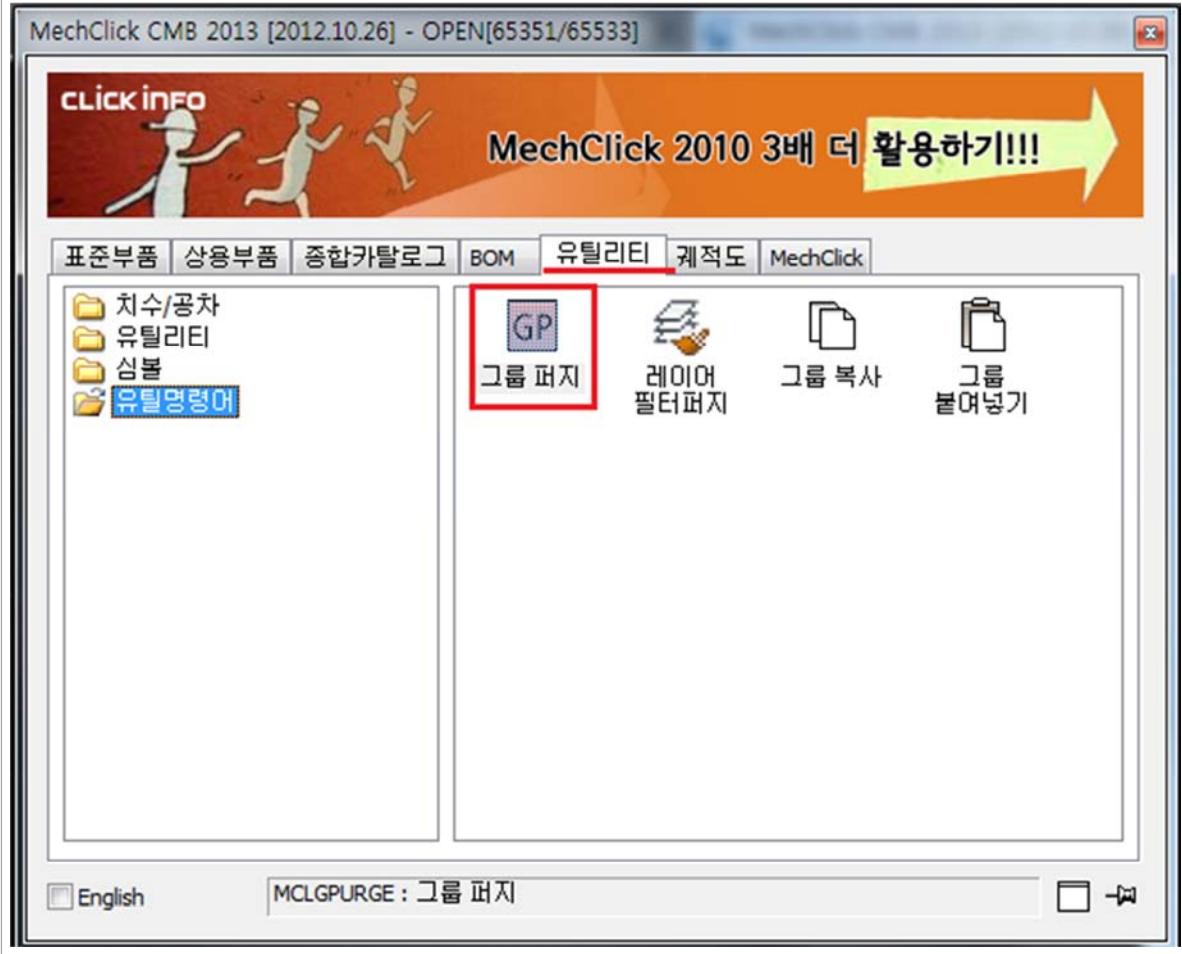 MechClick CMB 2013 [2012.10.26] - OPEN[65351/65533]
CLICK INFO
MechClick 2010 3배 더 활용하기!!!
표준부품 상용부품 종합카탈로그 BOM 유틸리티 궤적도 MechClick
치수/공차
유틸리티
심볼
유틸명령어
GP
그룹 퍼지
레이어
필터퍼지
그룹 복사
그룹
붙여넣기
English
MCLGPURGE : 그룹 퍼지